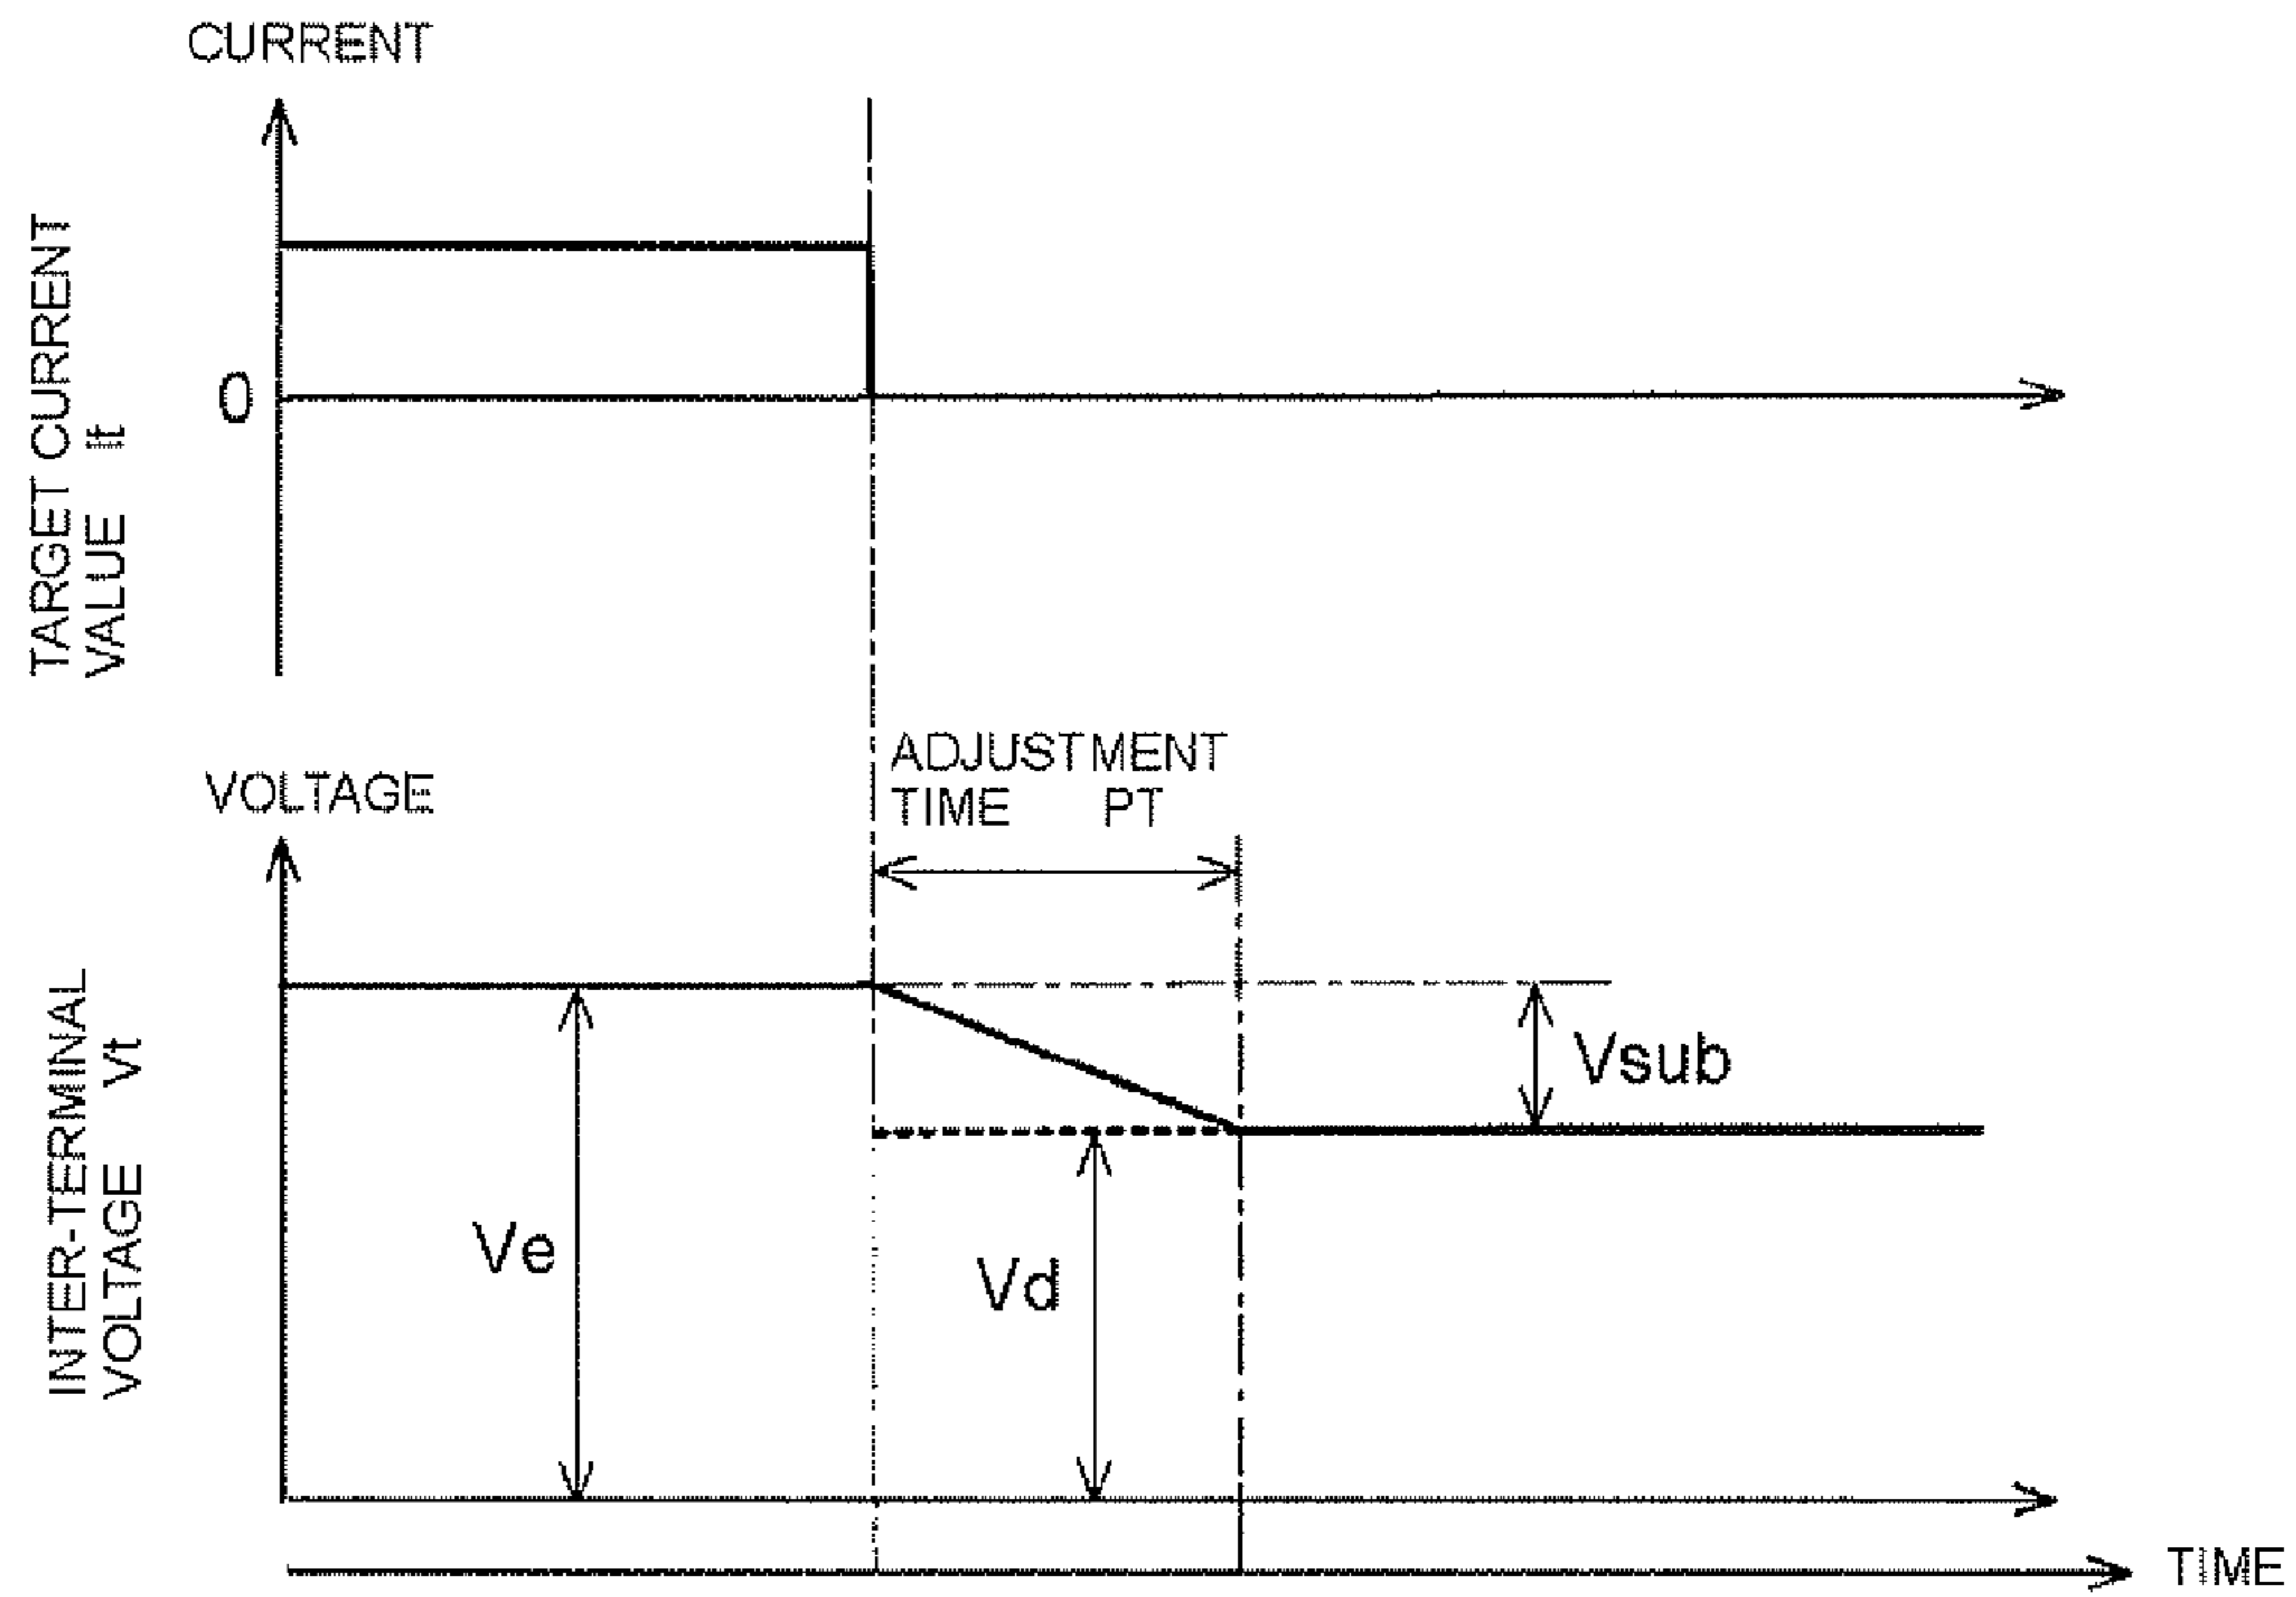 CURRENT
TARGET CURRENT
VALUE It
0
ADJUSTMENT
TIME PT
VOLTAGE
INTER-TERMINAL
VOLTAGE Vt
Vsub
Ve
Vd
TIME